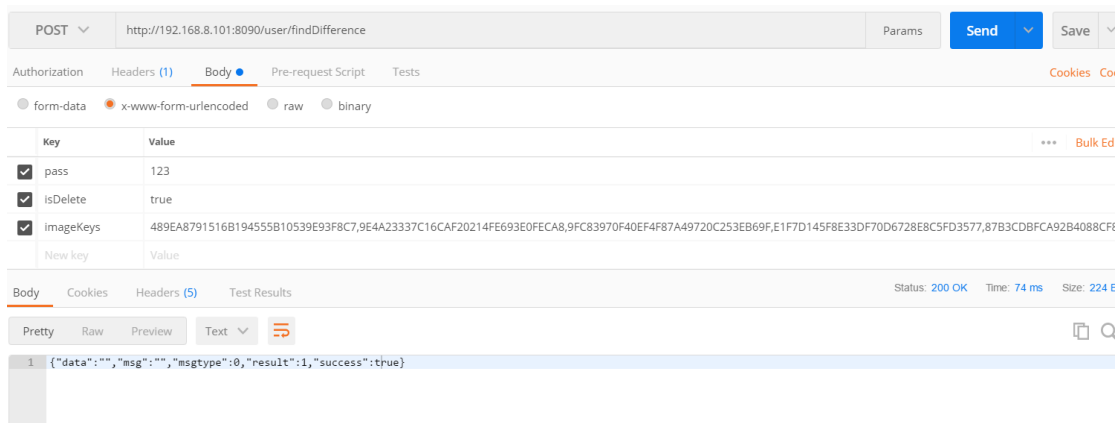 POST http://192.168.8.101:8090/user/findDifference Params Send Save
Authorization Headers (1) Body Pre-request Script Tests Cookies
form-data x-www-form-urlencoded raw binary
Key Value Bulk Ed
pass 123
isDelete true
imageKeys 489EA8791516B194555B10539E93F8C7,9E4A23337C16CAF20214FE693E0FECA8,9FC83970F40EF4F87A49720C253EB69F,E1F7D145F8E33DF70D6728E8C5FD3577,87B3CDBFCA92B4088CF8
New key Value
Body Cookies Headers (5) Test Results Status: 200 OK Time: 74 ms Size: 224 B
Pretty Raw Preview Text
1 {"data":"","msg":"","msgtype":0,"result":1,"success":true}